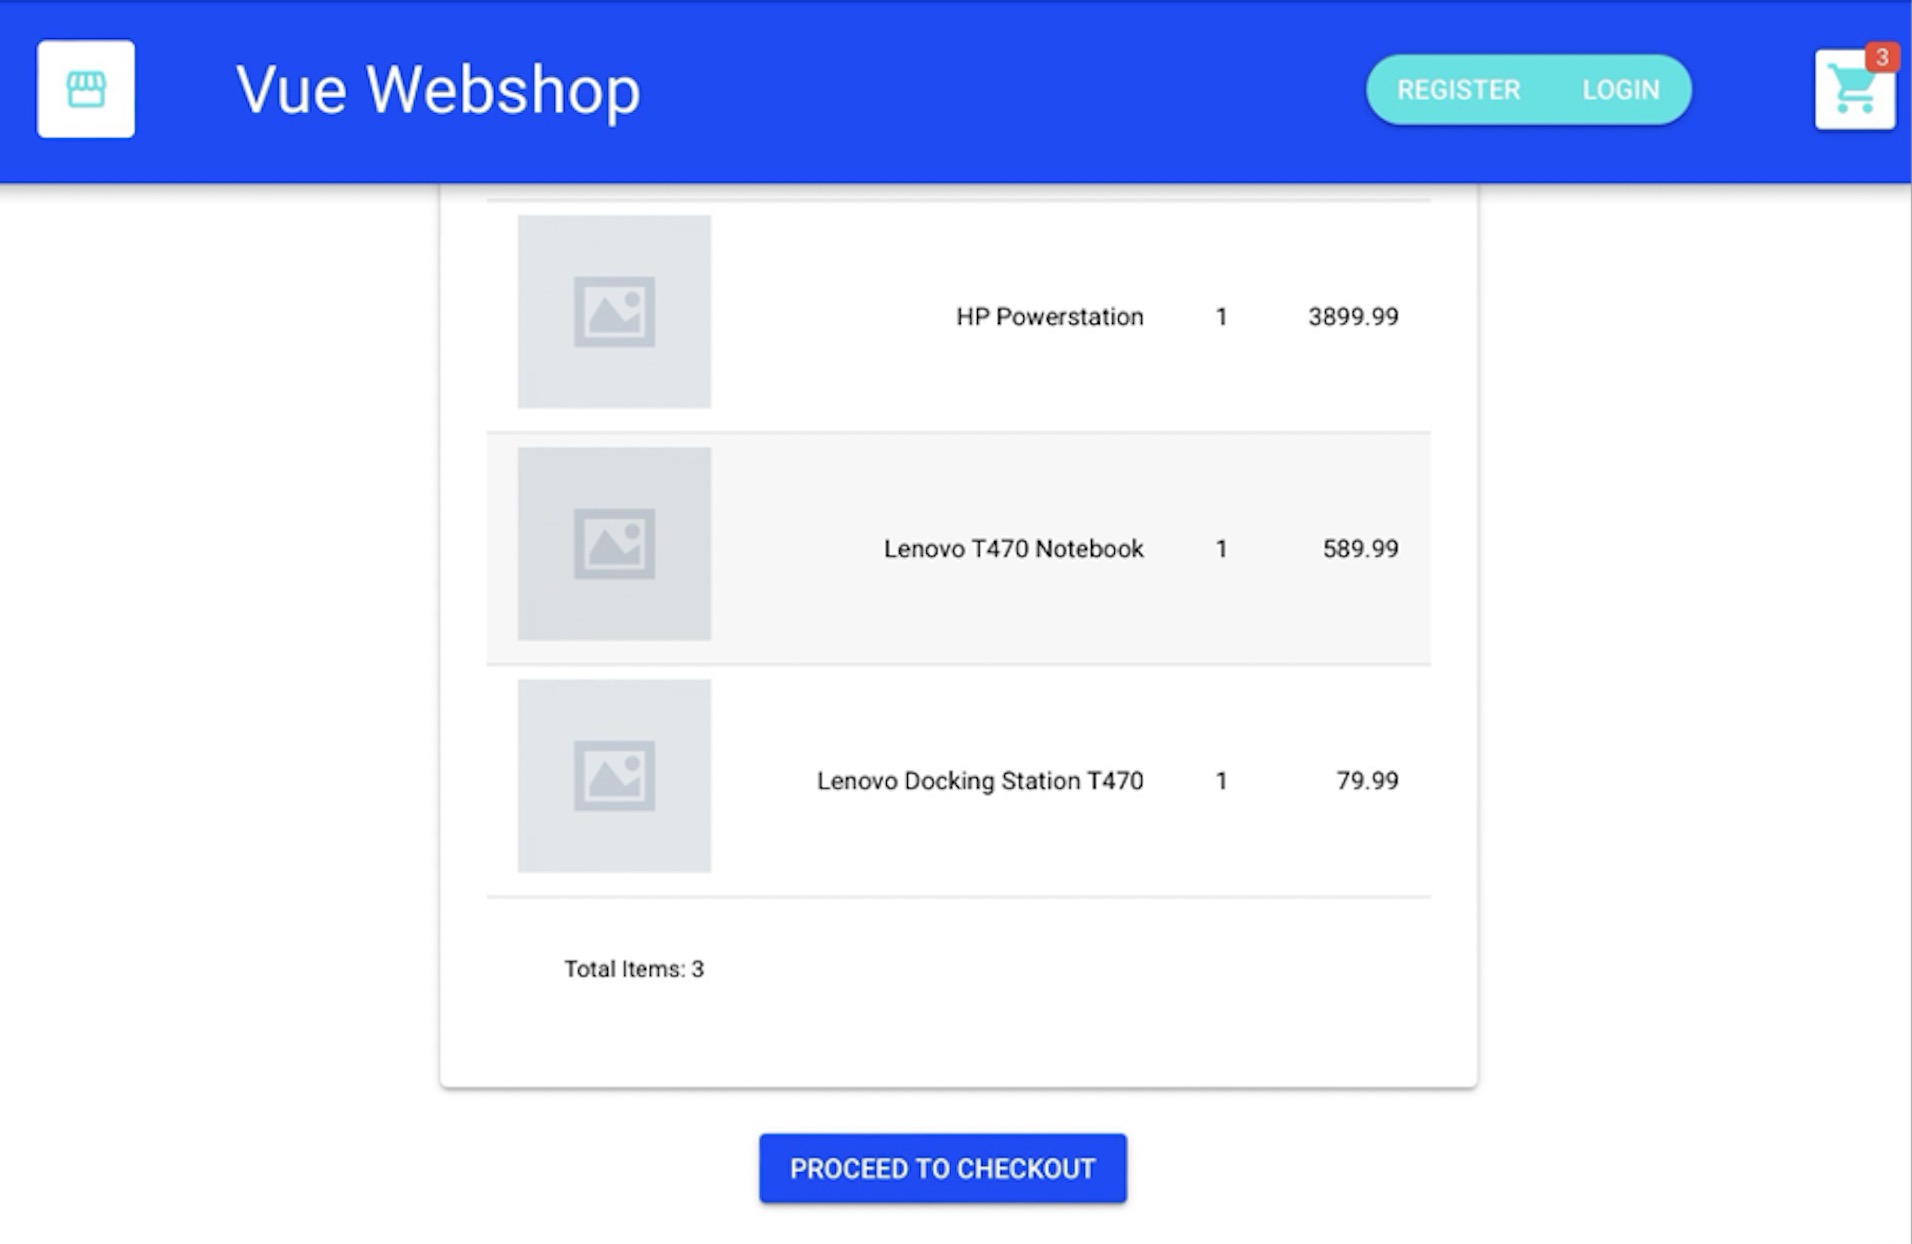 Vue Webshop REGISTER LOGIN 3
HP Powerstation 1 3899.99
Lenovo T470 Notebook 1 589.99
Lenovo Docking Station T470 1 79.99
Total Items: 3
PROCEED TO CHECKOUT